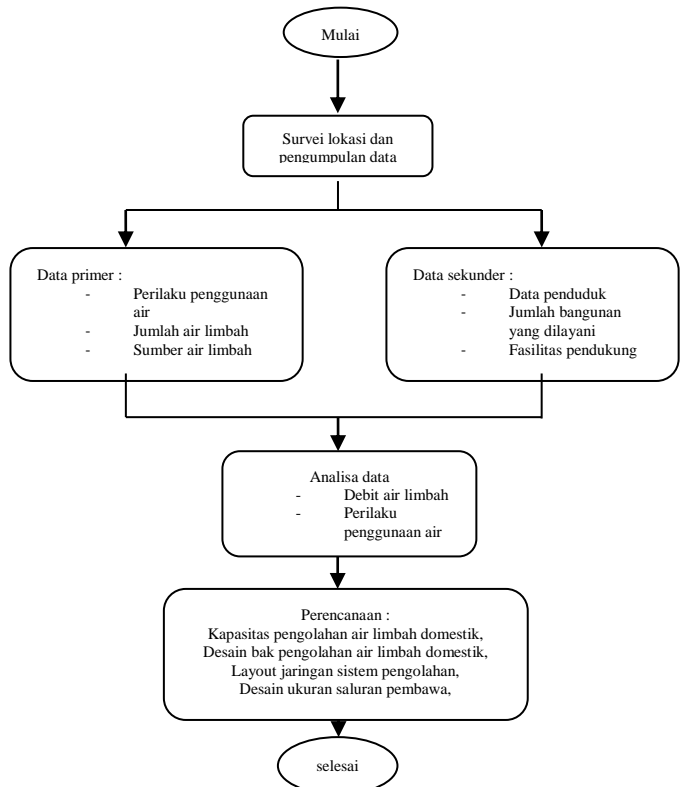 Mulai
Survei lokasi dan
pengumpulan data
Data primer :
- Perilaku penggunaan
air
- Jumlah air limbah
- Sumber air limbah
Data sekunder :
- Data penduduk
- Jumlah bangunan
yang dilayani
- Fasilitas pendukung
Analisa data
- Debit air limbah
- Perilaku
penggunaan air
Perencanaan :
Kapasitas pengolahan air limbah domestik,
Desain bak pengolahan air limbah domestik,
Layout jaringan sistem pengolahan,
Desain ukuran saluran pembawa,
selesai